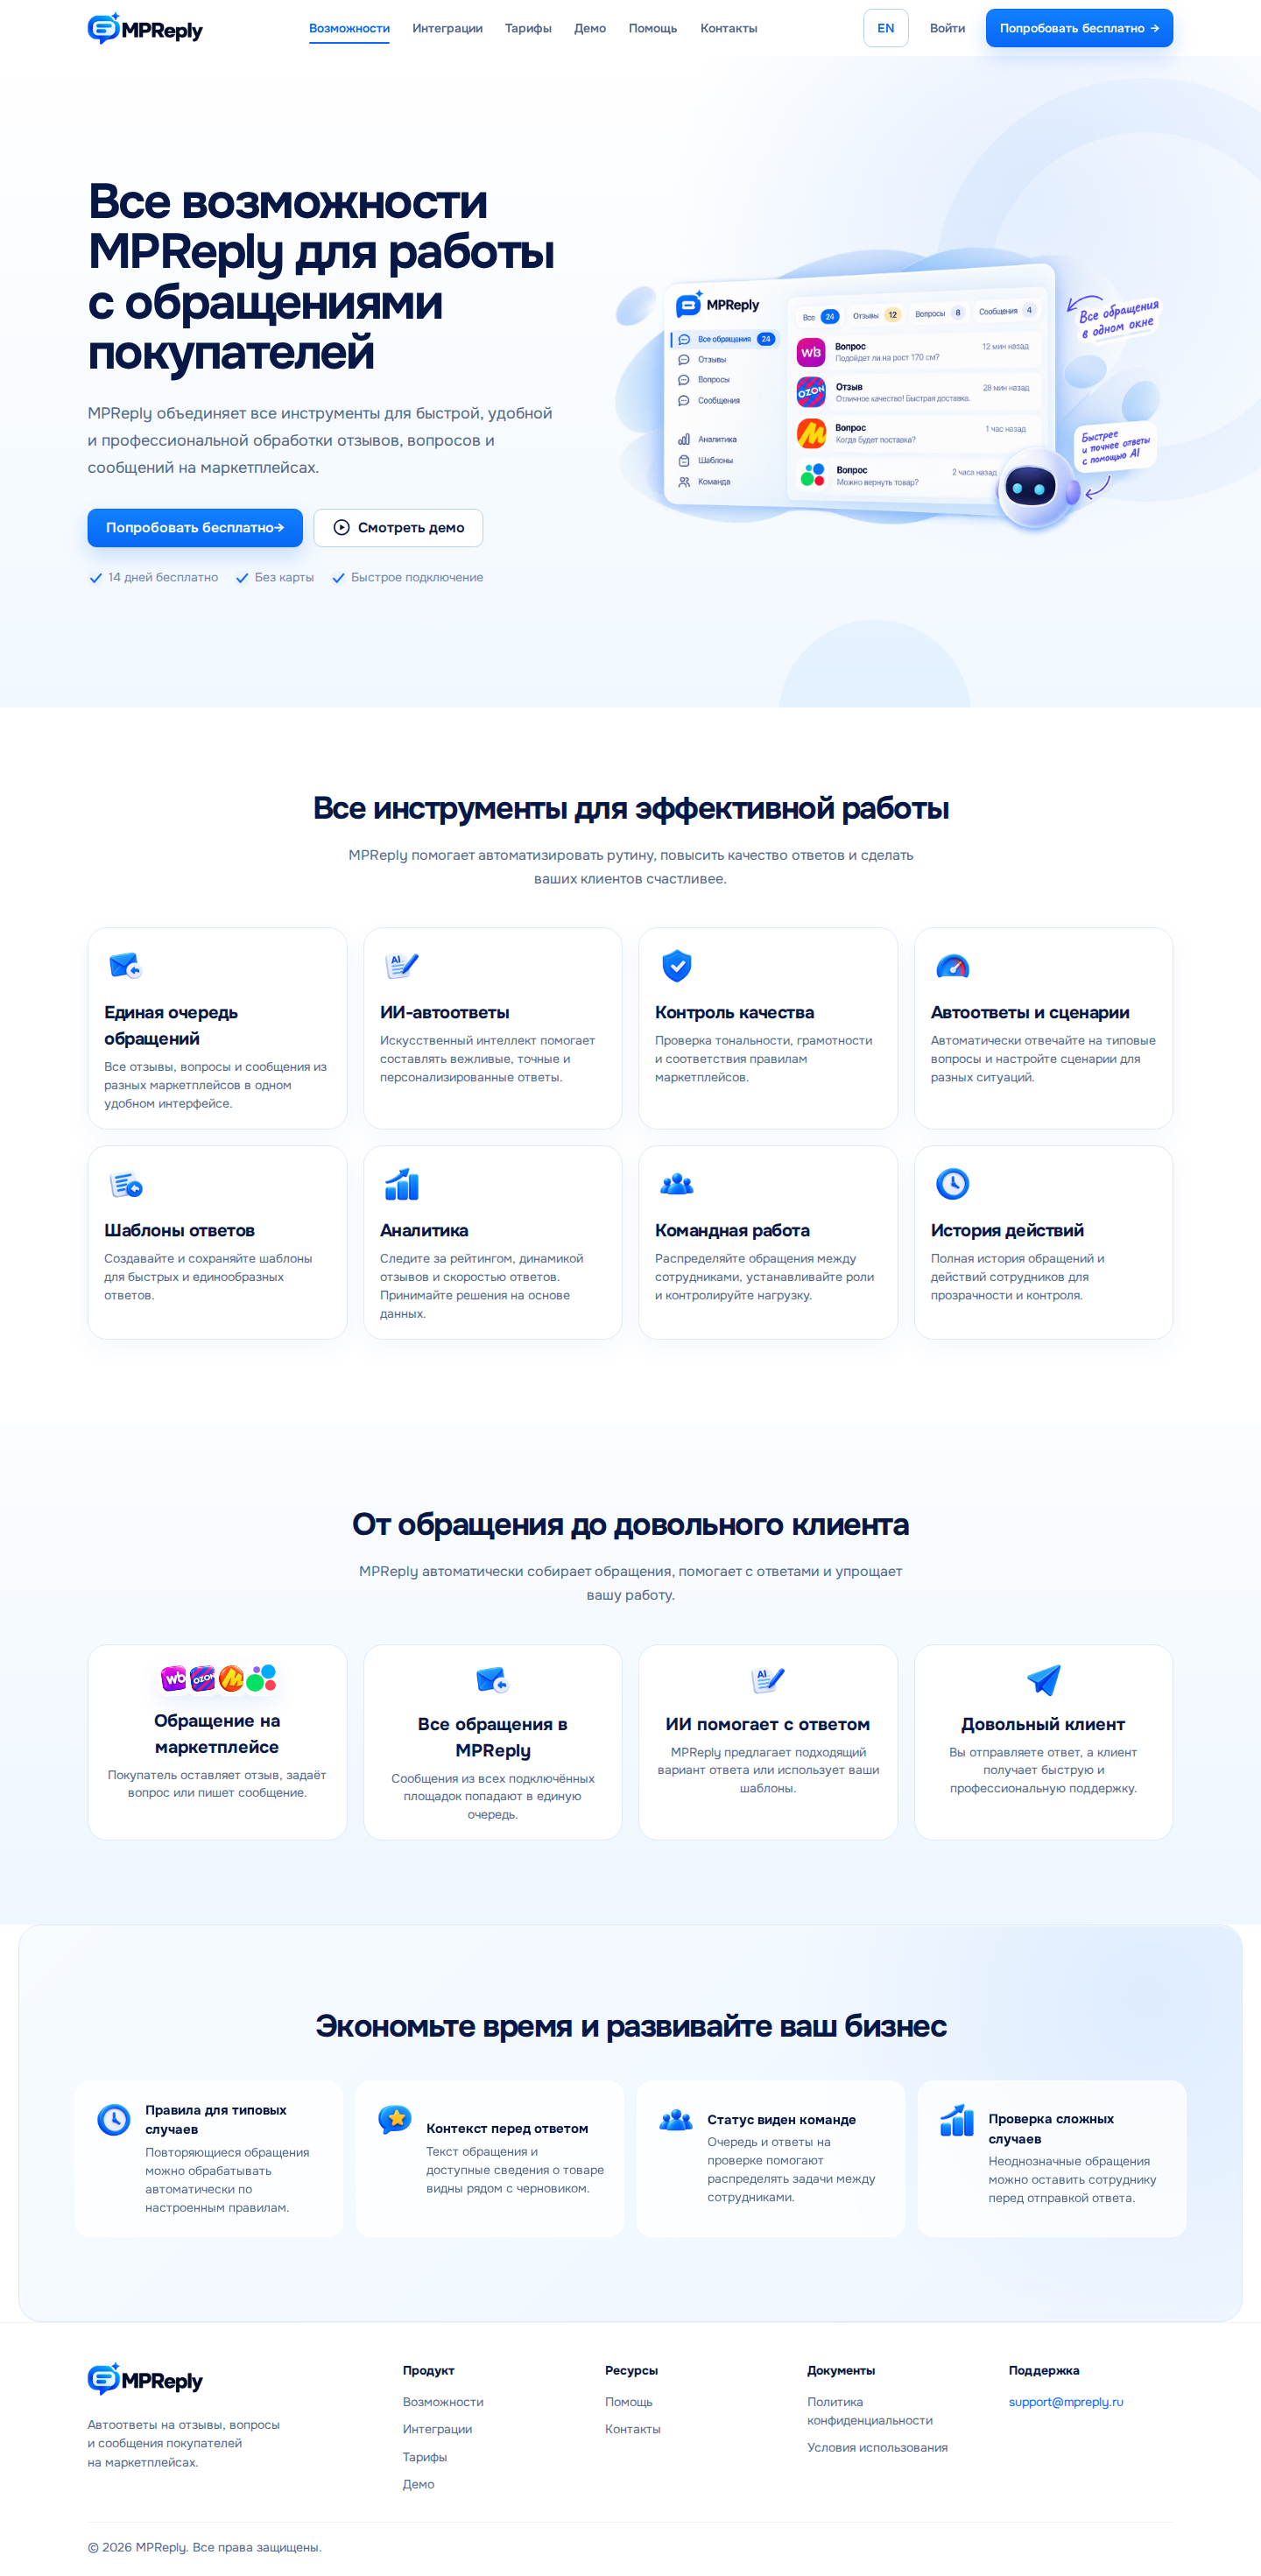 MPReply
Возможности
Интеграции
Тарифы
Демо
Помощь
Контакты
EN
Войти
Попробовать бесплатно →
Все возможности
MPReply для работы
с обращениями
покупателей
MPReply объединяет все инструменты для быстрой, удобной
и профессиональной обработки отзывов, вопросов и
сообщений на маркетплейсах.
Попробовать бесплатно→
Смотреть демо
14 дней бесплатно
Без карты
Быстрое подключение
MPReply
Все обращения 24
Отзывы
Вопросы
Сообщения
Аналитика
Шаблоны
Команда
Все 24
Отзывы 12
Вопросы 8
Сообщения 4
wb
Вопрос
12 мин назад
Подойдет ли на рост 170 см?
OZON
Отзыв
28 мин назад
Отличное качество! Быстрая доставка.
Вопрос
1 час назад
Когда будет поставка?
Вопрос
2 часа назад
Можно вернуть товар?
Все обращения
в одном окне
Быстрее
и точнее ответы
с помощью AI
Все инструменты для эффективной работы
MPReply помогает автоматизировать рутину, повысить качество ответов и сделать
ваших клиентов счастливее.
Единая очередь
обращений
Все отзывы, вопросы и сообщения из
разных маркетплейсов в одном
удобном интерфейсе.
AI
ИИ-автоответы
Искусственный интеллект помогает
составлять вежливые, точные и
персонализированные ответы.
Контроль качества
Проверка тональности, грамотности
и соответствия правилам
маркетплейсов.
Автоответы и сценарии
Автоматически отвечайте на типовые
вопросы и настройте сценарии для
разных ситуаций.
Шаблоны ответов
Создавайте и сохраняйте шаблоны
для быстрых и единообразных
ответов.
Аналитика
Следите за рейтингом, динамикой
отзывов и скоростью ответов.
Принимайте решения на основе
данных.
Командная работа
Распределяйте обращения между
сотрудниками, устанавливайте роли
и контролируйте нагрузку.
История действий
Полная история обращений и
действий сотрудников для
прозрачности и контроля.
От обращения до довольного клиента
MPReply автоматически собирает обращения, помогает с ответами и упрощает
вашу работу.
wb OZON
Обращение на
маркетплейсе
Покупатель оставляет отзыв, задаёт
вопрос или пишет сообщение.
Все обращения в
MPReply
Сообщения из всех подключённых
площадок попадают в единую
очередь.
AI
ИИ помогает с ответом
MPReply предлагает подходящий
вариант ответа или использует ваши
шаблоны.
Довольный клиент
Вы отправляете ответ, а клиент
получает быструю и
профессиональную поддержку.
Экономьте время и развивайте ваш бизнес
Правила для типовых
случаев
Повторяющиеся обращения
можно обрабатывать
автоматически по
настроенным правилам.
Контекст перед ответом
Текст обращения и
доступные сведения о товаре
видны рядом с черновиком.
Статус виден команде
Очередь и ответы на
проверке помогают
распределять задачи между
сотрудниками.
Проверка сложных
случаев
Неоднозначные обращения
можно оставить сотруднику
перед отправкой ответа.
MPReply
Автоответы на отзывы, вопросы
и сообщения покупателей
на маркетплейсах.
Продукт
Возможности
Интеграции
Тарифы
Демо
Ресурсы
Помощь
Контакты
Документы
Политика
конфиденциальности
Условия использования
Поддержка
support@mpreply.ru
© 2026 MPReply. Все права защищены.